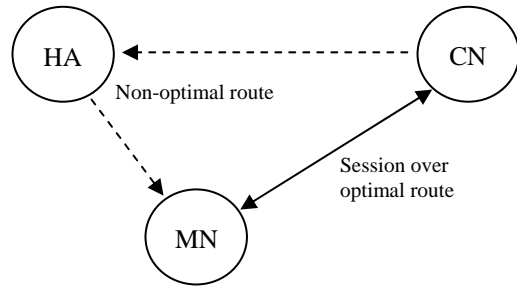 HA
CN
Non-optimal route
Session over
optimal route
MN